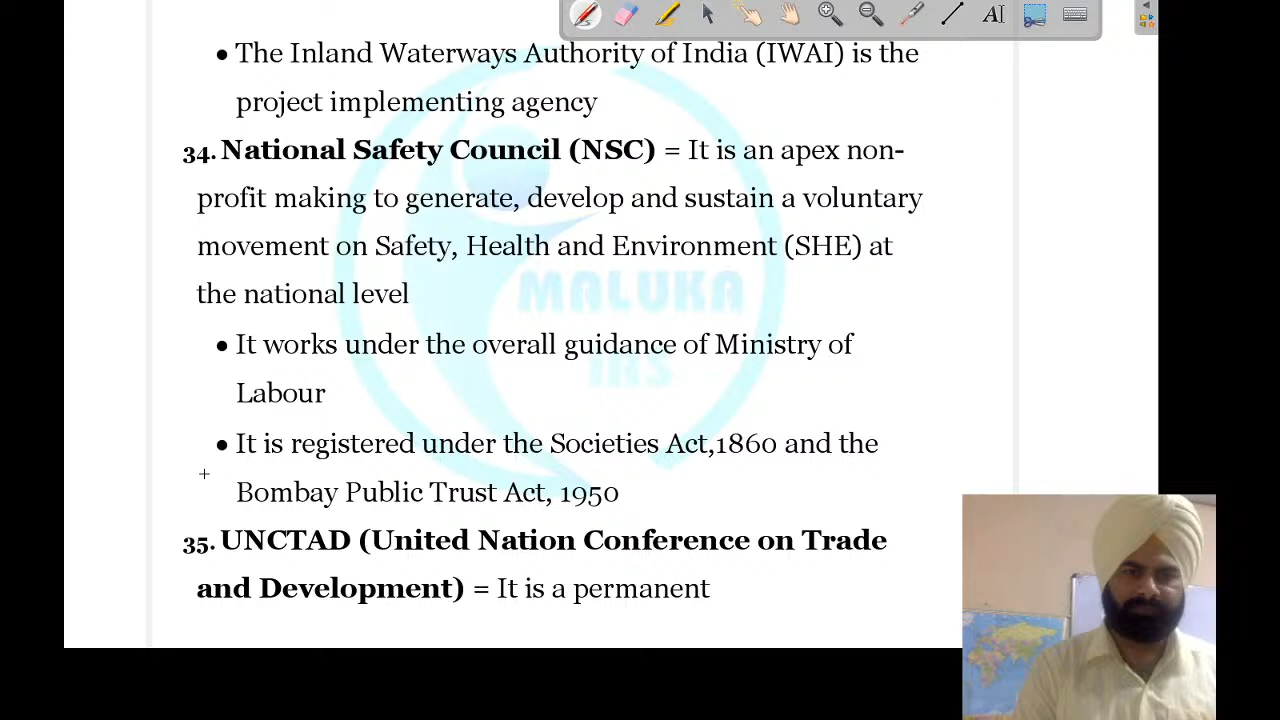 • The Inland Waterways Authority of India (IWAI) is the
project implementing agency
34. National Safety Council (NSC) = It is an apex non-
profit making to generate, develop and sustain a voluntary
movement on Safety, Health and Environment (SHE) at
the national level
MALUKA
IAS
• It works under the overall guidance of Ministry of
Labour
• It is registered under the Societies Act,1860 and the
Bombay Public Trust Act, 1950
35. UNCTAD (United Nation Conference on Trade
and Development) = It is a permanent